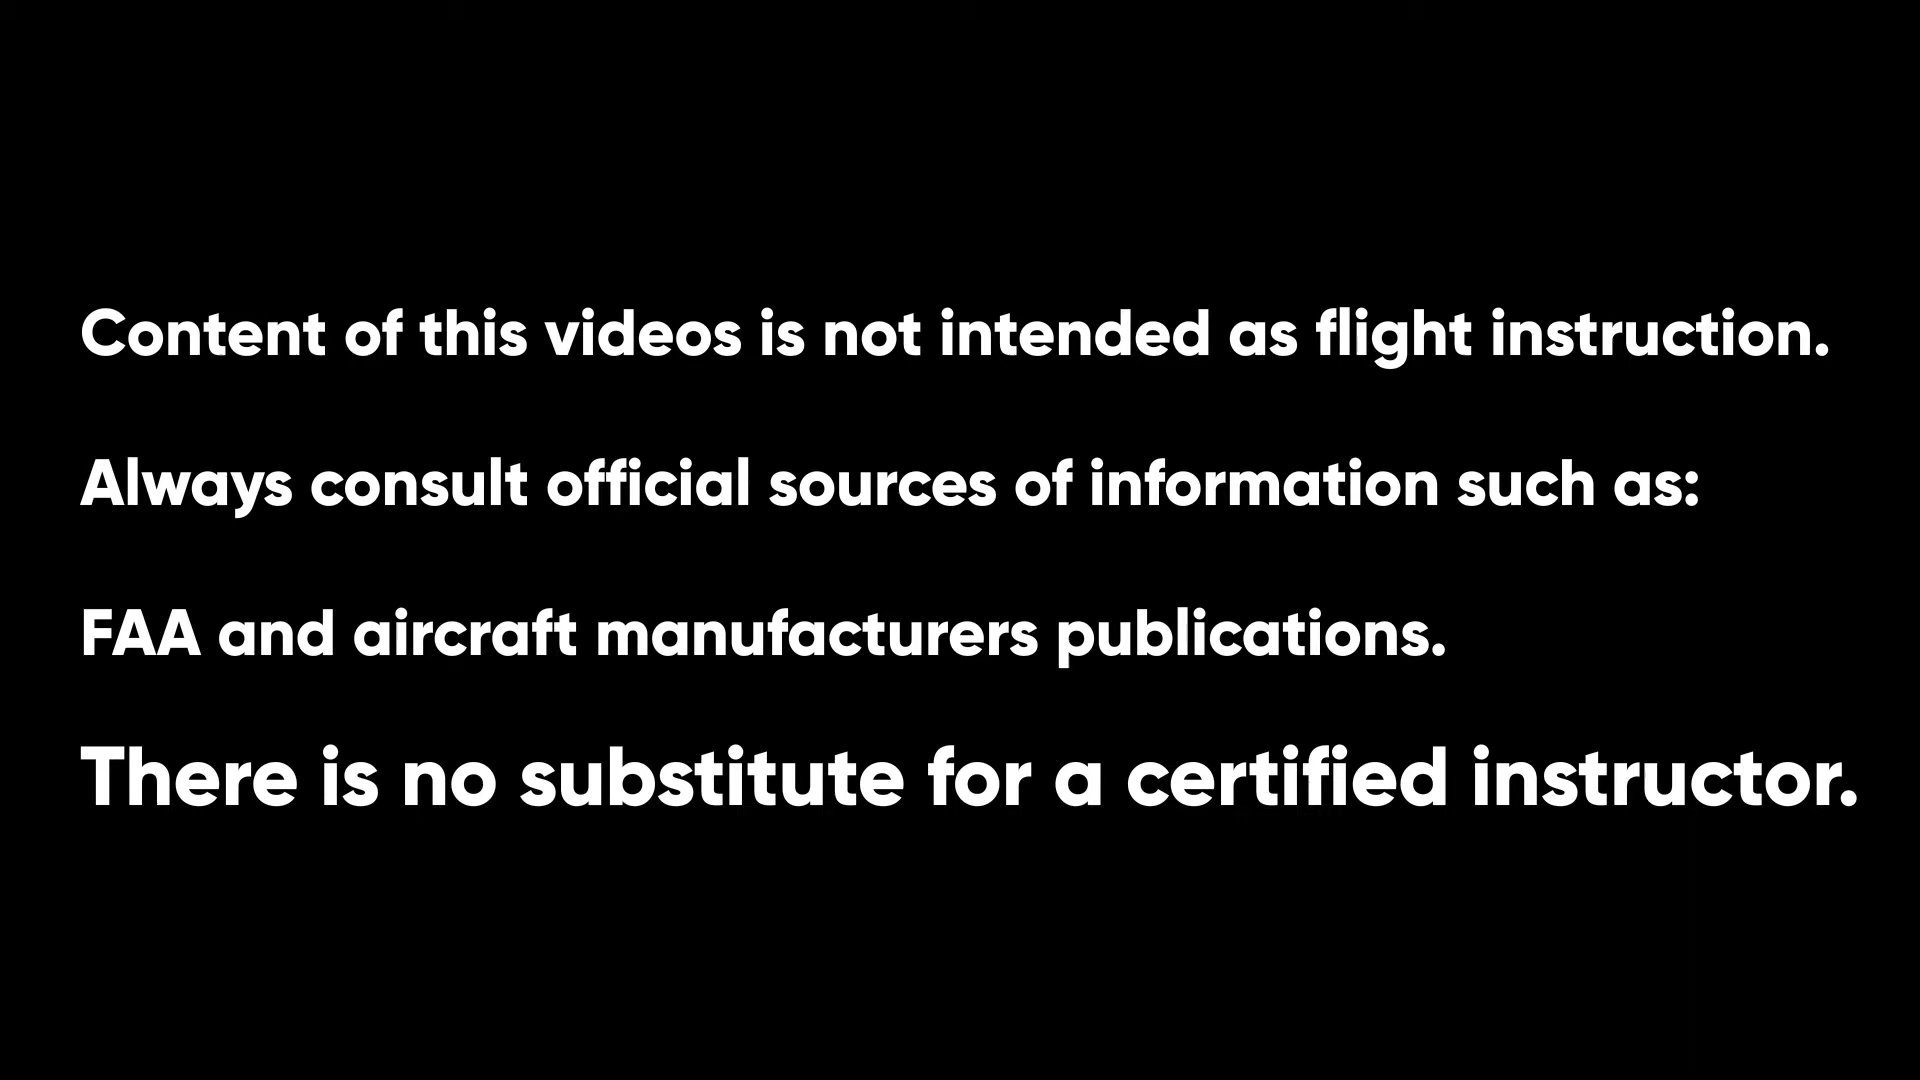 Content of this videos is not intended as flight instruction.
Always consult official sources of information such as:
FAA and aircraft manufacturers publications.
There is no substitute for a certified instructor.